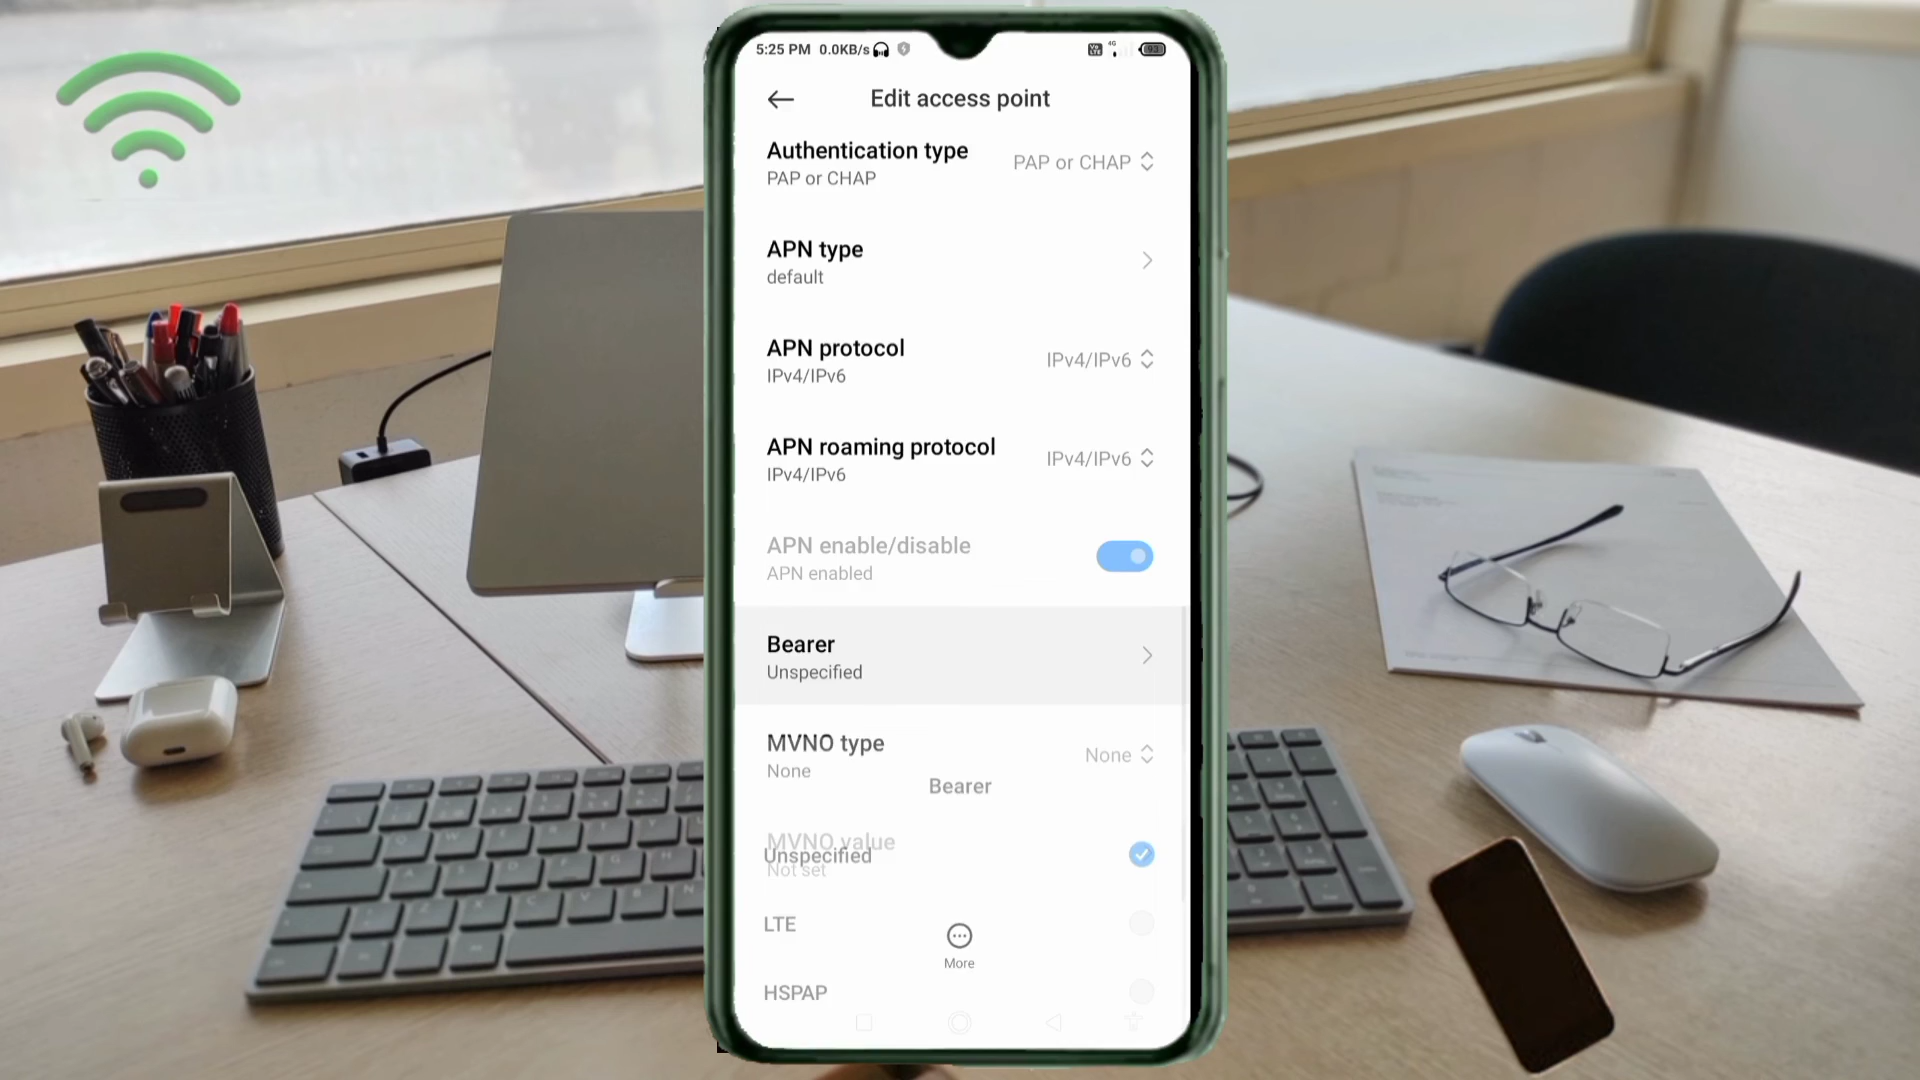 5:25 PM 0.0KB/s 4G 93
Edit access point
Authentication type
PAP or CHAP
PAP or CHAP
APN type
default
APN protocol
IPv4/IPv6
IPv4/IPv6
APN roaming protocol
IPv4/IPv6
IPv4/IPv6
APN enable/disable
APN enabled
Bearer
Unspecified
MVNO type
None
None
Bearer
MVNO value
Unspecified
Not set
LTE
More
HSPAP